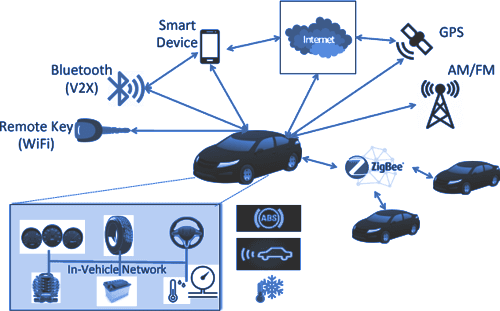 Smart
Device
Internet
GPS
Bluetooth
(V2X)
AM/FM
Remote Key
(WiFi)
ZigBee
ABS
In-Vehicle Network